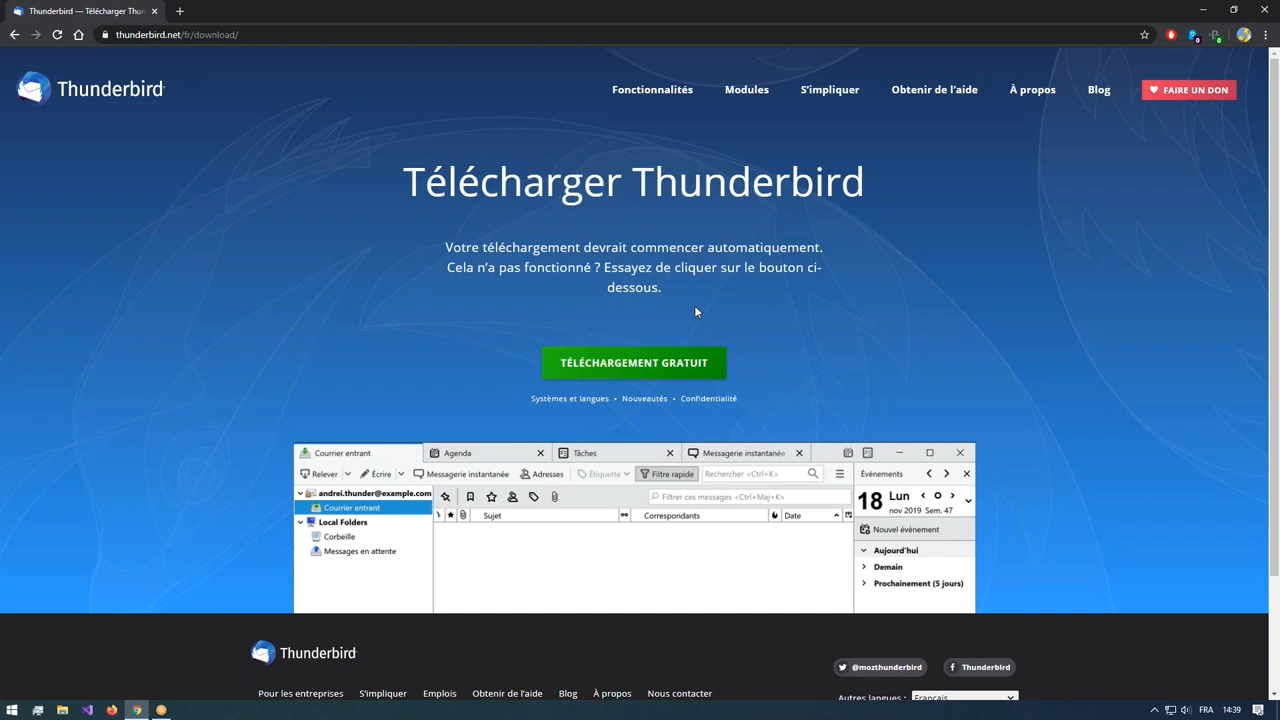 Thunderbird — Télécharger Thun
thunderbird.net/fr/download/
0
0
Thunderbird
Fonctionnalités
Modules
S'impliquer
Obtenir de l'aide
À propos
Blog
FAIRE UN DON
Télécharger Thunderbird
Votre téléchargement devrait commencer automatiquement.
Cela n'a pas fonctionné ? Essayez de cliquer sur le bouton ci-
dessous.
TÉLÉCHARGEMENT GRATUIT
Systèmes et langues • Nouveautés • Confidentialité
Courrier entrant
Agenda
Tâches
Messagerie instantanée
Relever
Écrire
Messagerie instantanée
Adresses
Étiquette
Filtre rapide
Rechercher <Ctrl+K>
Évènements
andrei.thunder@example.com
Filtrer ces messages <Ctrl+Maj+K>
18 Lun
nov 2019 Sem. 47
Courrier entrant
Sujet
Correspondants
Date
Local Folders
Nouvel évènement
Corbeille
Messages en attente
Aujourd'hui
Demain
Prochainement (5 jours)
Thunderbird
@mozthunderbird
Thunderbird
Pour les entreprises
S'impliquer
Emplois
Obtenir de l'aide
Blog
À propos
Nous contacter
Autres langues :
Français
FRA
14:39